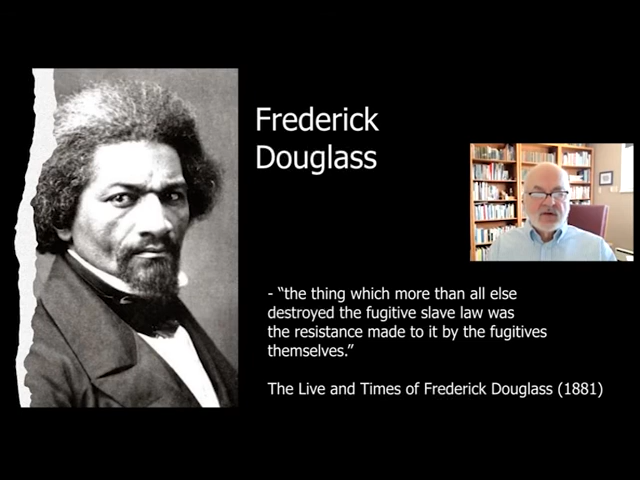 Frederick
Douglass
- “the thing which more than all else
destroyed the fugitive slave law was
the resistance made to it by the fugitives
themselves.”
The Live and Times of Frederick Douglass (1881)